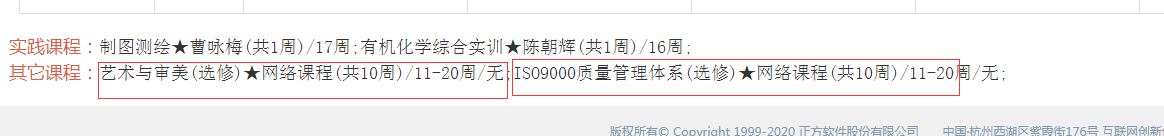 实践课程：制图测绘★曹咏梅(共1周)/17周;有机化学综合实训★陈朝辉(共1周)/16周;
其它课程：艺术与审美(选修)★网络课程(共10周)/11-20周/无;ISO9000质量管理体系(选修)★网络课程(共10周)/11-20周/无;
版权所有© Copyright 1999-2020 正方软件股份有限公司 中国·杭州西湖区紫霞街176号 互联网创新